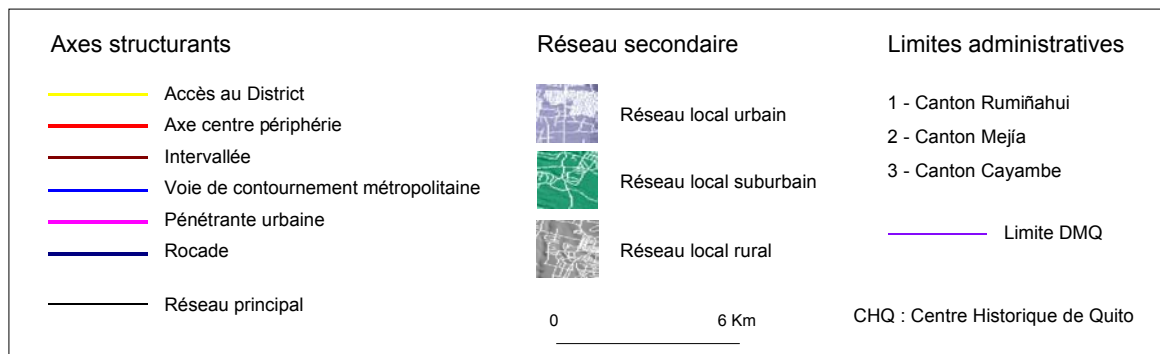 Axes structurants
Accès au District
Axe centre périphérie
Intervallée
Voie de contournement métropolitaine
Pénétrante urbaine
Rocade
Réseau principal
Réseau secondaire
Réseau local urbain
Réseau local suburbain
Réseau local rural
0 6 Km
Limites administratives
1 - Canton Rumiñahui
2 - Canton Mejía
3 - Canton Cayambe
Limite DMQ
CHQ : Centre Historique de Quito